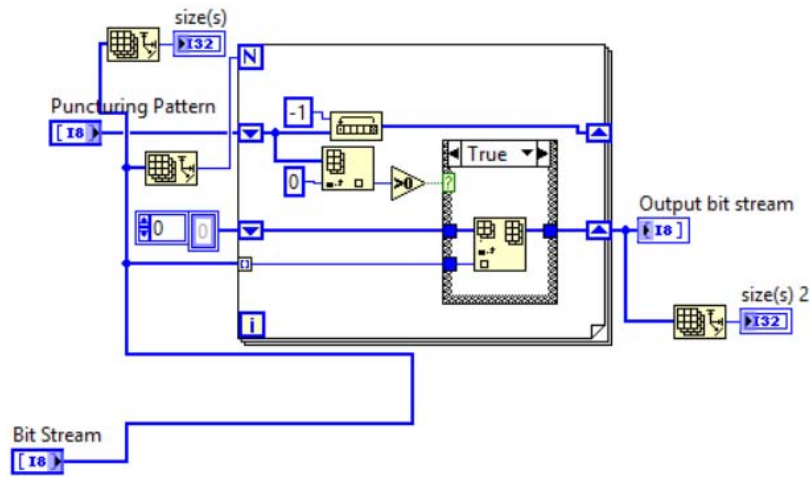 size(s)
I32
N
Puncturing Pattern
[I8]
-1
0
>0
True
?
0
0
Output bit stream
[I8]
i
size(s) 2
I32
Bit Stream
[I8]